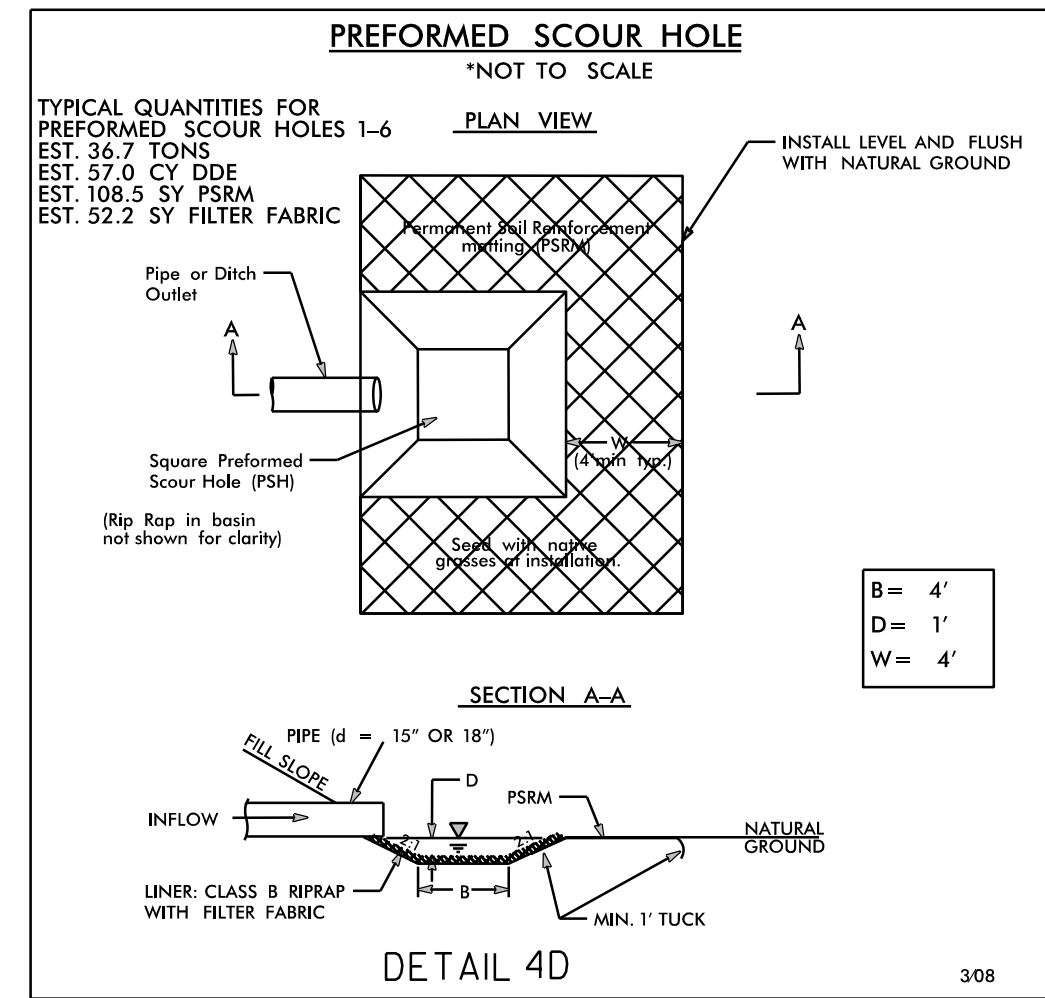 PREFORMED SCOUR HOLE
*NOT TO SCALE
TYPICAL QUANTITIES FOR
PREFORMED SCOUR HOLES 1–6
EST. 36.7 TONS
EST. 57.0 CY DDE
EST. 108.5 SY PSRM
EST. 52.2 SY FILTER FABRIC
PLAN VIEW
INSTALL LEVEL AND FLUSH
WITH NATURAL GROUND
Permanent Soil Reinforcement
matting (PSRM)
Pipe or Ditch
Outlet
A
A
W
(4'min typ.)
Square Preformed
Scour Hole (PSH)
(Rip Rap in basin
not shown for clarity)
Seed with native
grasses at installation.
B= 4'
D= 1'
W= 4'
SECTION A–A
PIPE (d = 15" OR 18")
FILL SLOPE
D
PSRM
INFLOW
2:1
2:1
NATURAL
GROUND
B
LINER: CLASS B RIPRAP
WITH FILTER FABRIC
MIN. 1' TUCK
DETAIL 4D
3/08